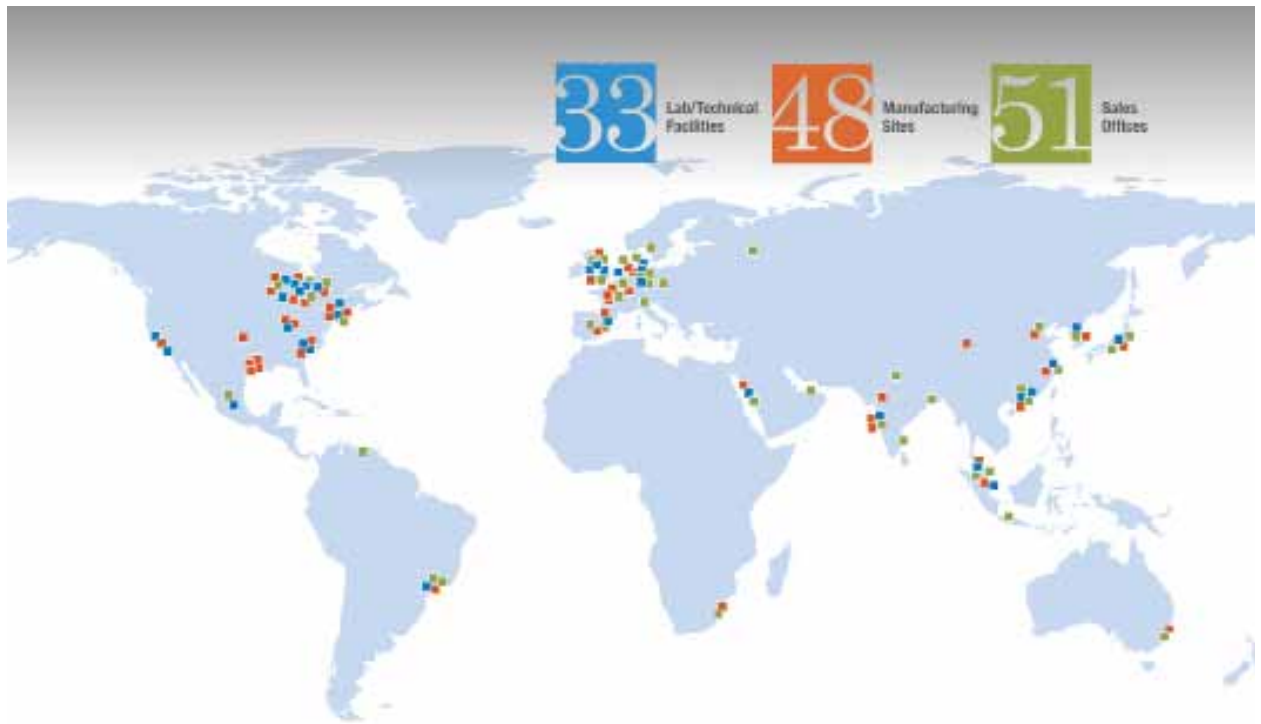 33
Lab/Technical
Facilities
48
Manufacturing
Sites
51
Sales
Offices